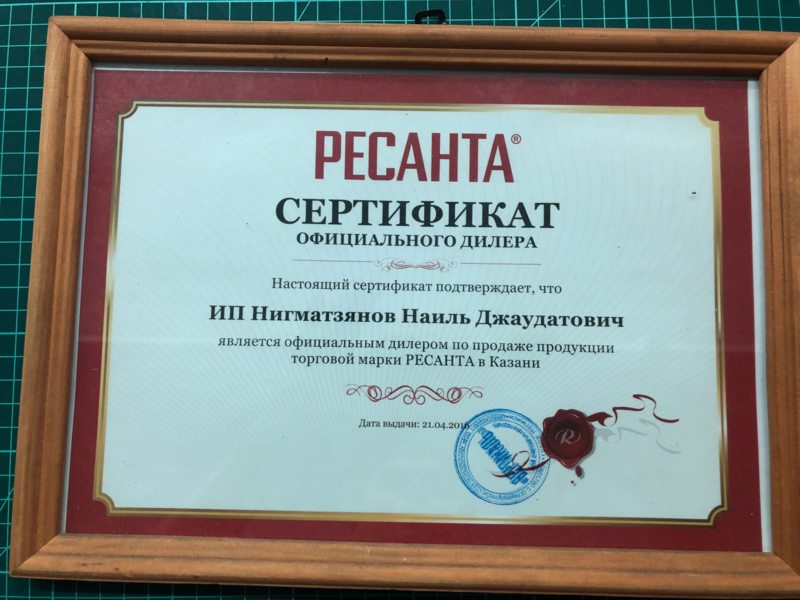 РЕСАНТА®
СЕРТИФИКАТ
ОФИЦИАЛЬНОГО ДИЛЕРА
Настоящий сертификат подтверждает, что
ИП Нигматзянов Наиль Джаудатович
является официальным дилером по продаже продукции
торговой марки РЕСАНТА в Казани
Дата выдачи: 21.04.2016
R